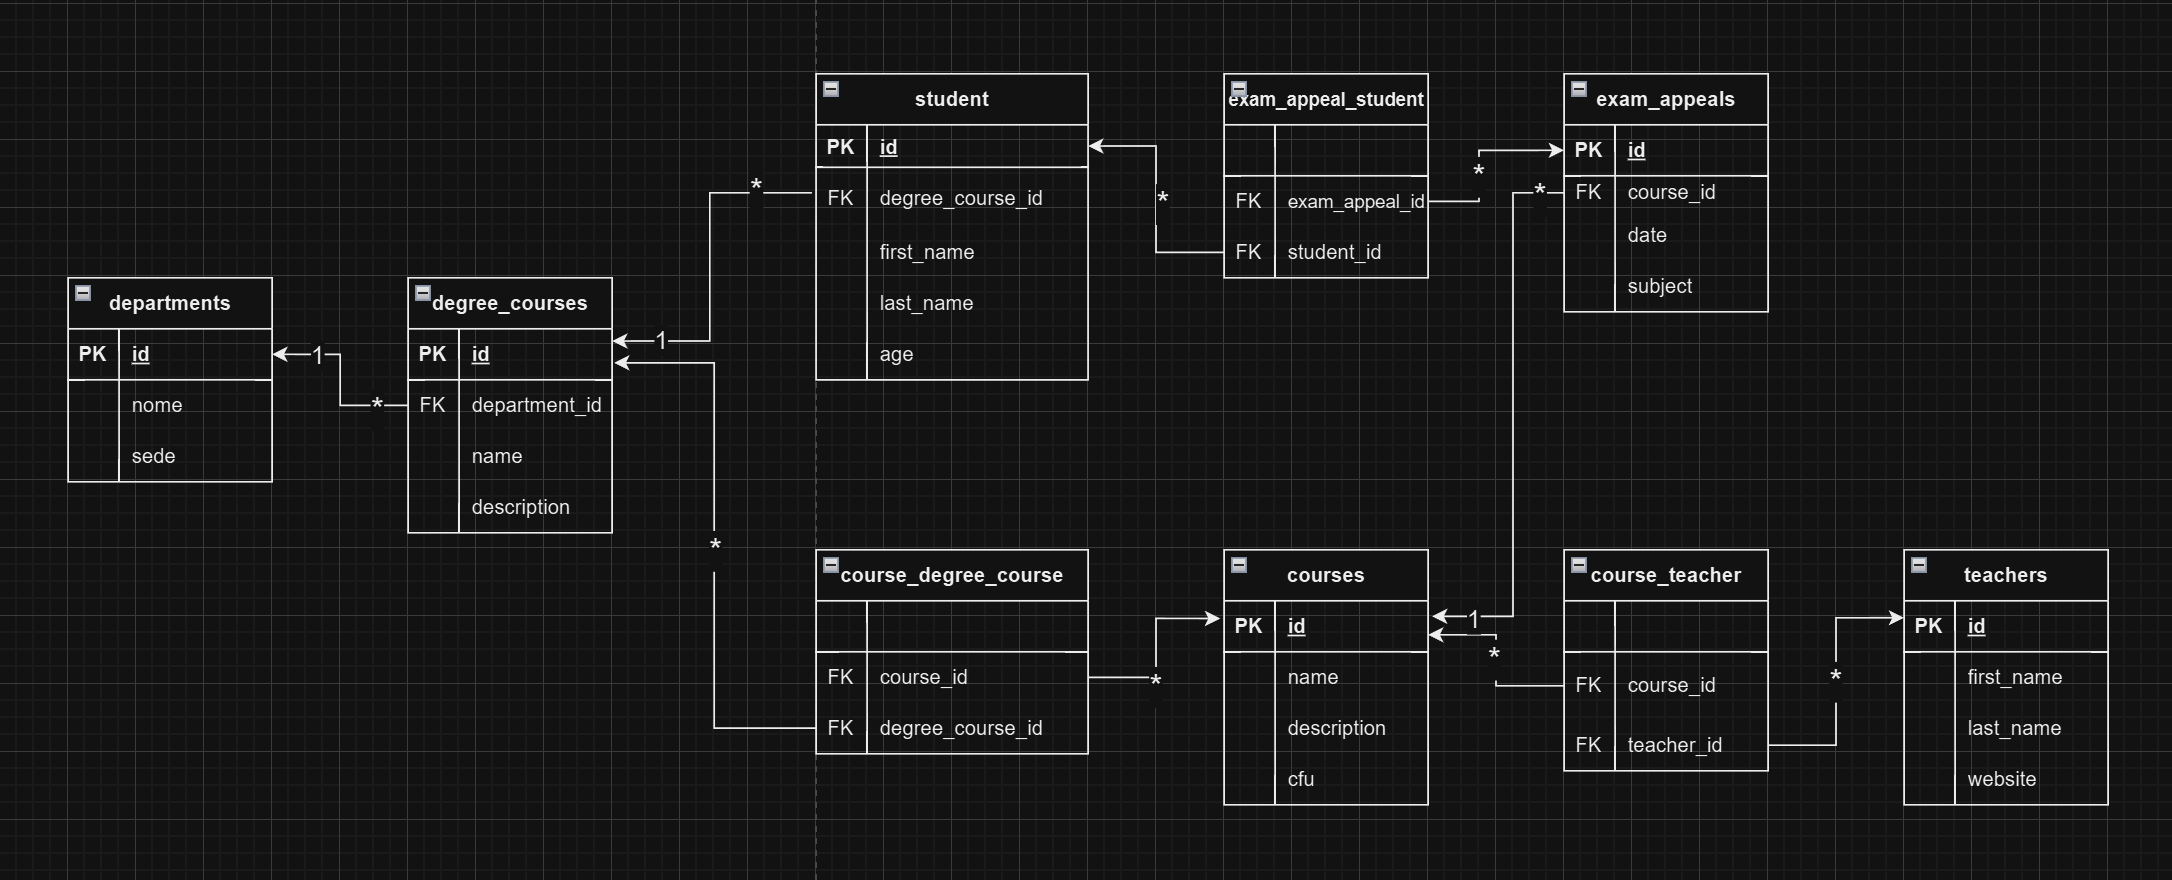 student
PK id
FK degree_course_id
first_name
last_name
age
exam_appeal_student
FK exam_appeal_id
FK student_id
exam_appeals
PK id
FK course_id
date
subject
*
*
*
*
departments
PK id
nome
sede
1
*
degree_courses
PK id
FK department_id
name
description
1
*
course_degree_course
FK course_id
FK degree_course_id
*
courses
PK id
name
description
cfu
1
*
course_teacher
FK course_id
FK teacher_id
*
teachers
PK id
first_name
last_name
website